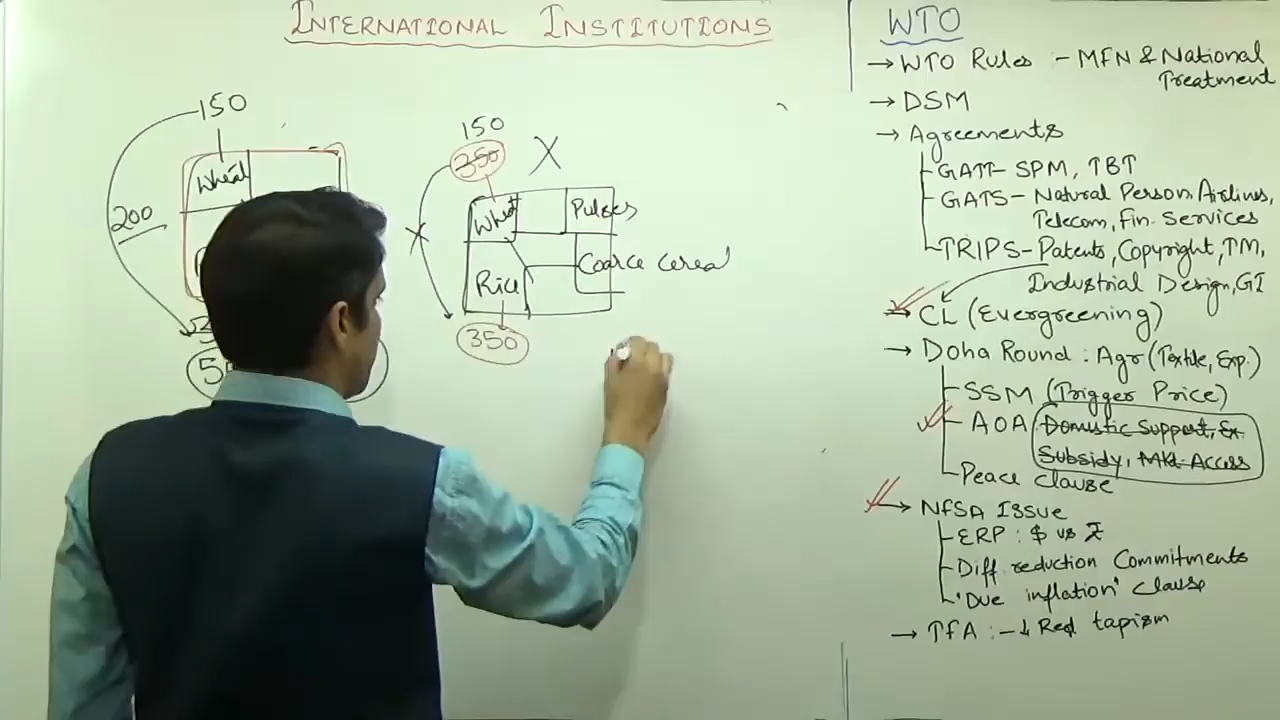 INTERNATIONAL INSTITUTIONS
150
Wheat
200
150
350
X
Wheat
Pulses
Coarce cereal
Rice
X
350
WTO
→ WTO Rules :- MFN & National
Treatment
→ DSM
→ Agreements
GATT- SPM, TBT
GATS- Natural Person, Airlines,
Telecom, Fin. Services
TRIPS- Patents, Copyright, TM,
Industrial Design, GI
→ CL (Evergreening)
→ Doha Round : Agr (Textile, Exp.)
SSM (Trigger Price)
AOA Domestic Support, Ex.
Subsidy, Mkt Access
Peace Clause
→ NFSA Issue
ERP : $ vs ₹
Diff reduction Commitments
'Due inflation' Clause
→ TFA :- ↓ Red tapism